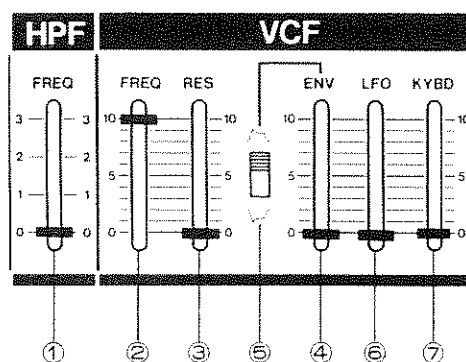 HPF VCF
FREQ FREQ RES ENV LFO KYBD
3 3 10 10 10 10
2 2
5 5 5 5
1 1
0 0 0 0 0 0
① ② ③ ⑤ ④ ⑥ ⑦